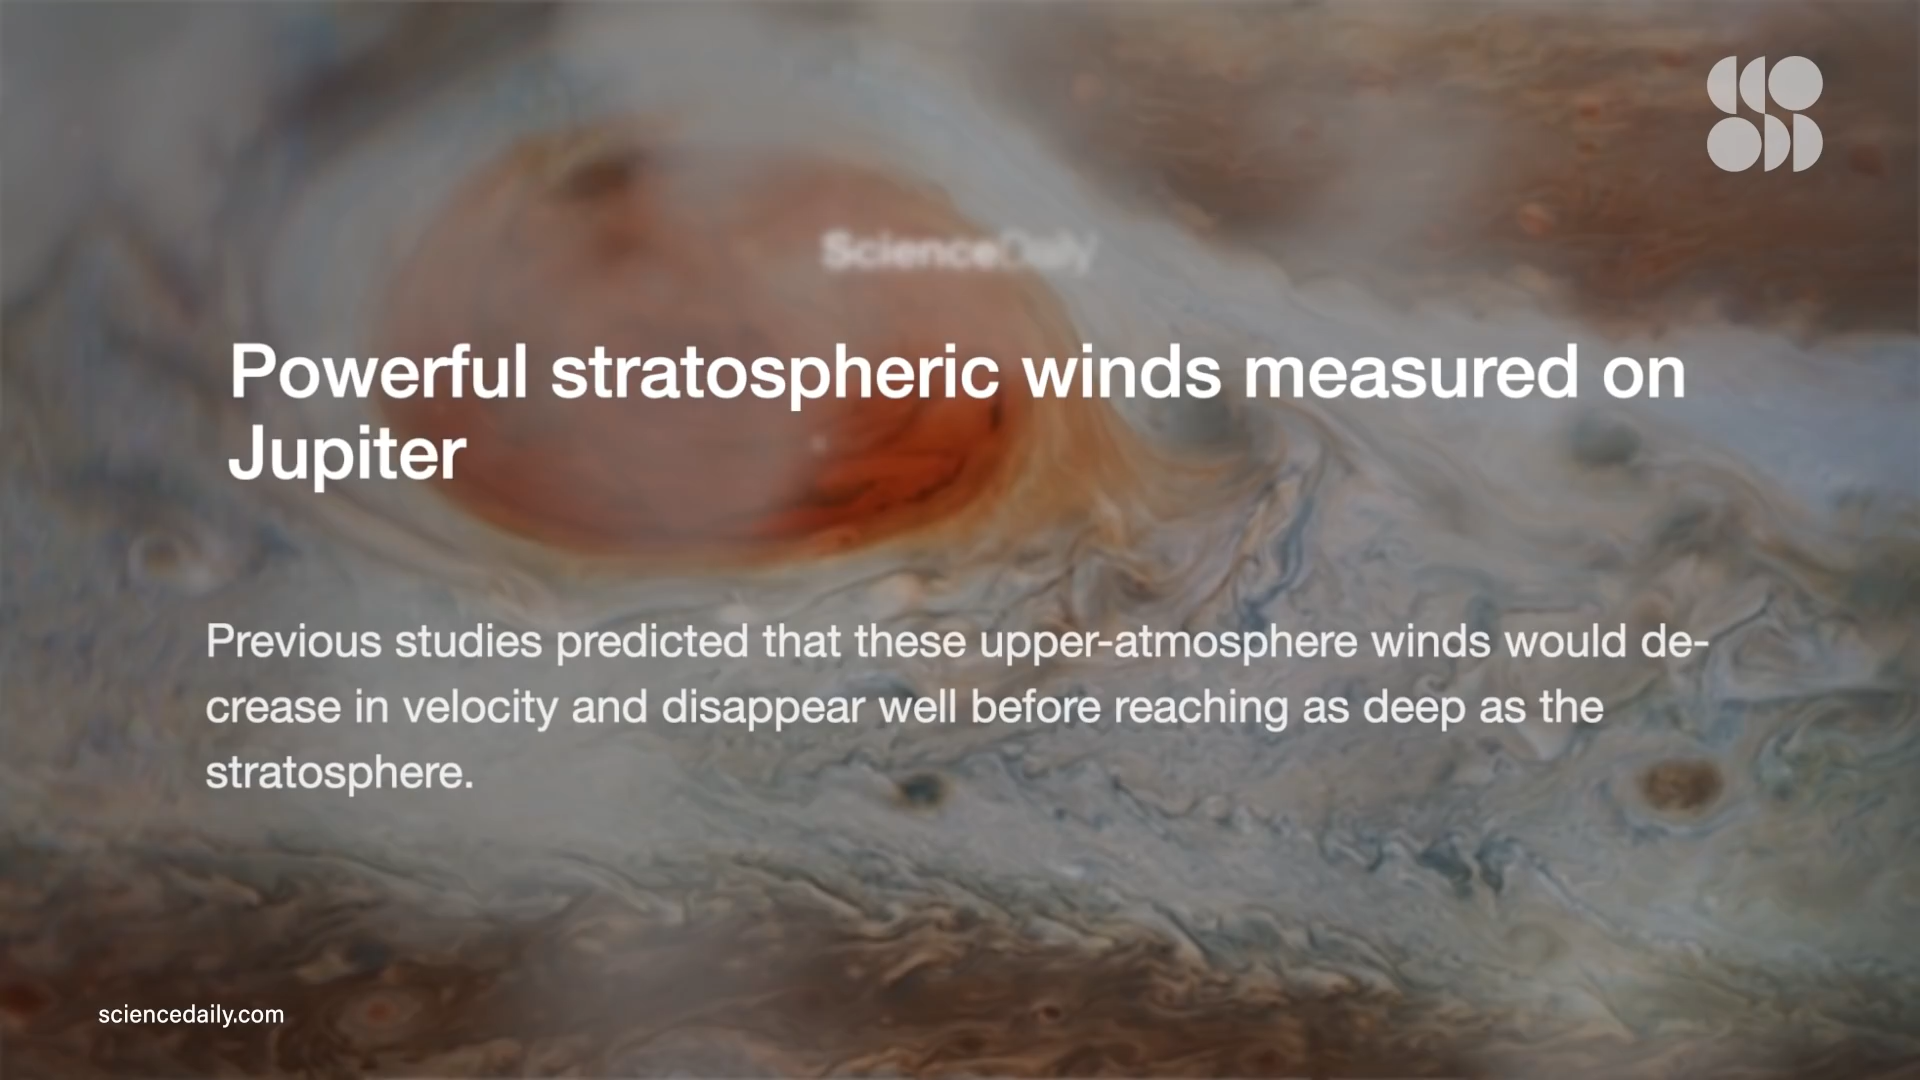 ScienceDaily
Powerful stratospheric winds measured on
Jupiter
Previous studies predicted that these upper-atmosphere winds would de-
crease in velocity and disappear well before reaching as deep as the
stratosphere.
sciencedaily.com